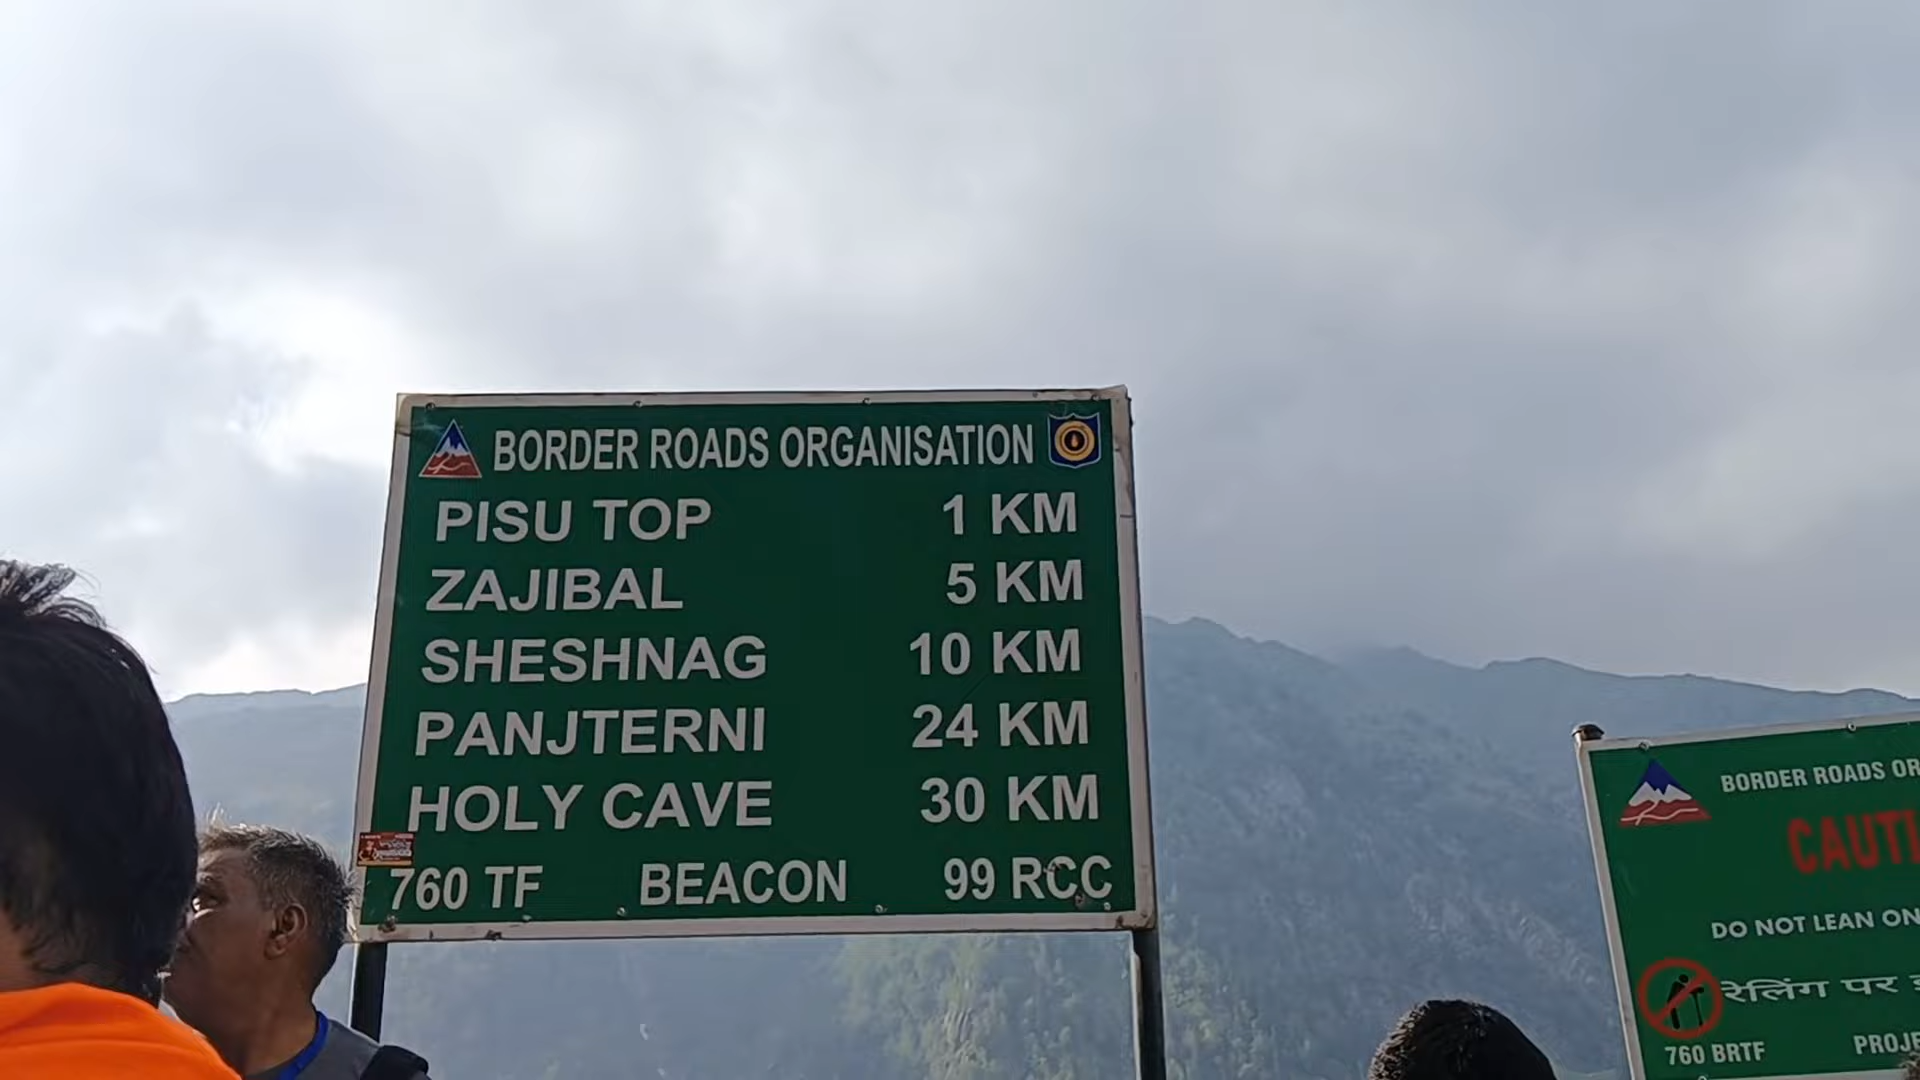 BORDER ROADS ORGANISATION
PISU TOP 1 KM
ZAJIBAL 5 KM
SHESHNAG 10 KM
PANJTERNI 24 KM
HOLY CAVE 30 KM
760 TF BEACON 99 RCC
BORDER ROADS OR
CAUTI
DO NOT LEAN ON
रेलिंग पर
760 BRTF PROJE